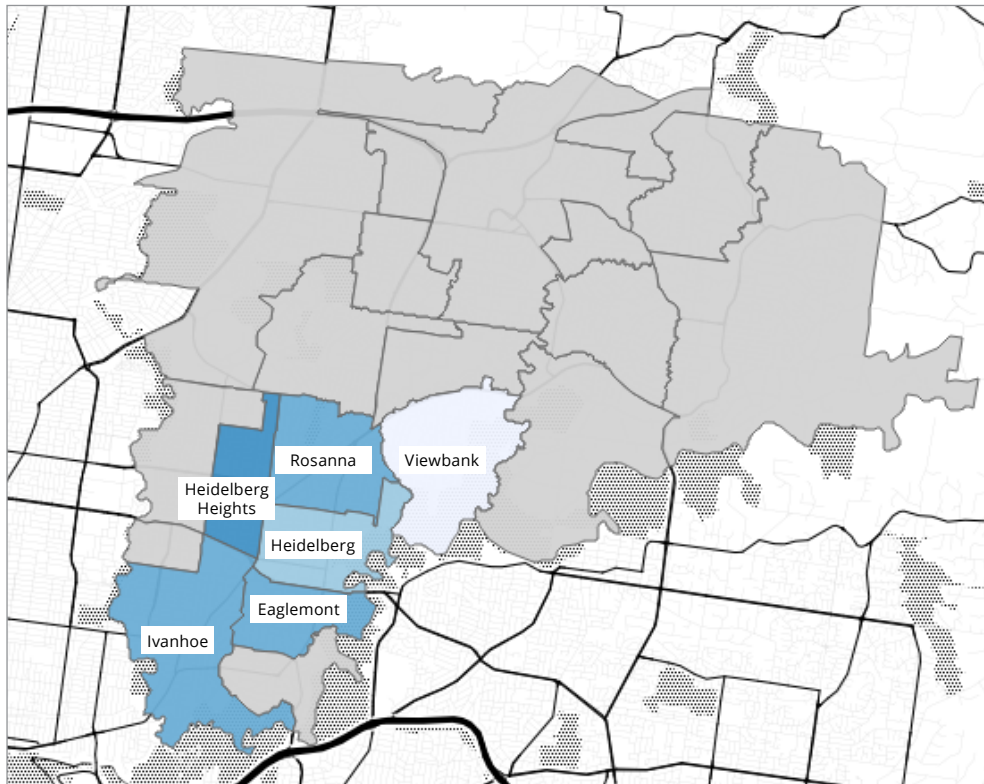 Rosanna
Viewbank
Heidelberg
Heights
Heidelberg
Eaglemont
Ivanhoe